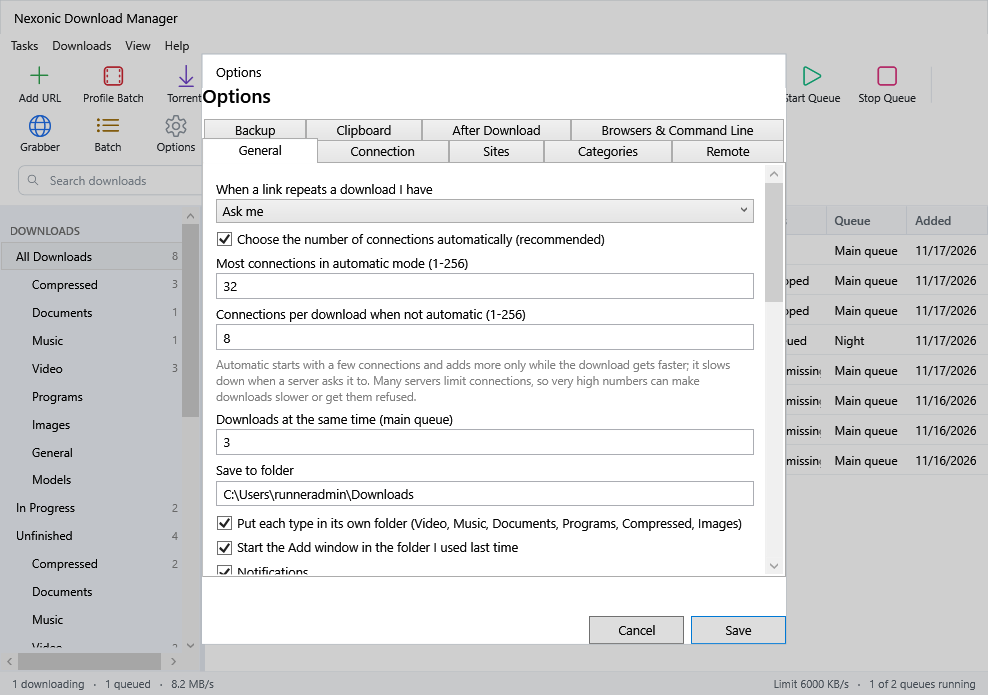 Nexonic Download Manager
Tasks Downloads View Help
Add URL
Profile Batch
Torrent
Start Queue
Stop Queue
Grabber
Batch
Options
Search downloads
DOWNLOADS
All Downloads 8
Compressed 3
Documents 1
Music 1
Video 3
Programs
Images
General
Models
In Progress 2
Unfinished 4
Compressed 2
Documents
Music
Video 2
Options
Options
Backup Clipboard After Download Browsers & Command Line
General Connection Sites Categories Remote
When a link repeats a download I have
Ask me
Choose the number of connections automatically (recommended)
Most connections in automatic mode (1-256)
32
Connections per download when not automatic (1-256)
8
Automatic starts with a few connections and adds more only while the download gets faster; it slows
down when a server asks it to. Many servers limit connections, so very high numbers can make
downloads slower or get them refused.
Downloads at the same time (main queue)
3
Save to folder
C:\Users\runneradmin\Downloads
Put each type in its own folder (Video, Music, Documents, Programs, Compressed, Images)
Start the Add window in the folder I used last time
Notifications
Cancel Save
Queue Added
Main queue 11/17/2026
Main queue 11/17/2026
Main queue 11/17/2026
Night 11/17/2026
missing Main queue 11/17/2026
missing Main queue 11/16/2026
missing Main queue 11/16/2026
missing Main queue 11/16/2026
1 downloading · 1 queued · 8.2 MB/s
Limit 6000 KB/s · 1 of 2 queues running